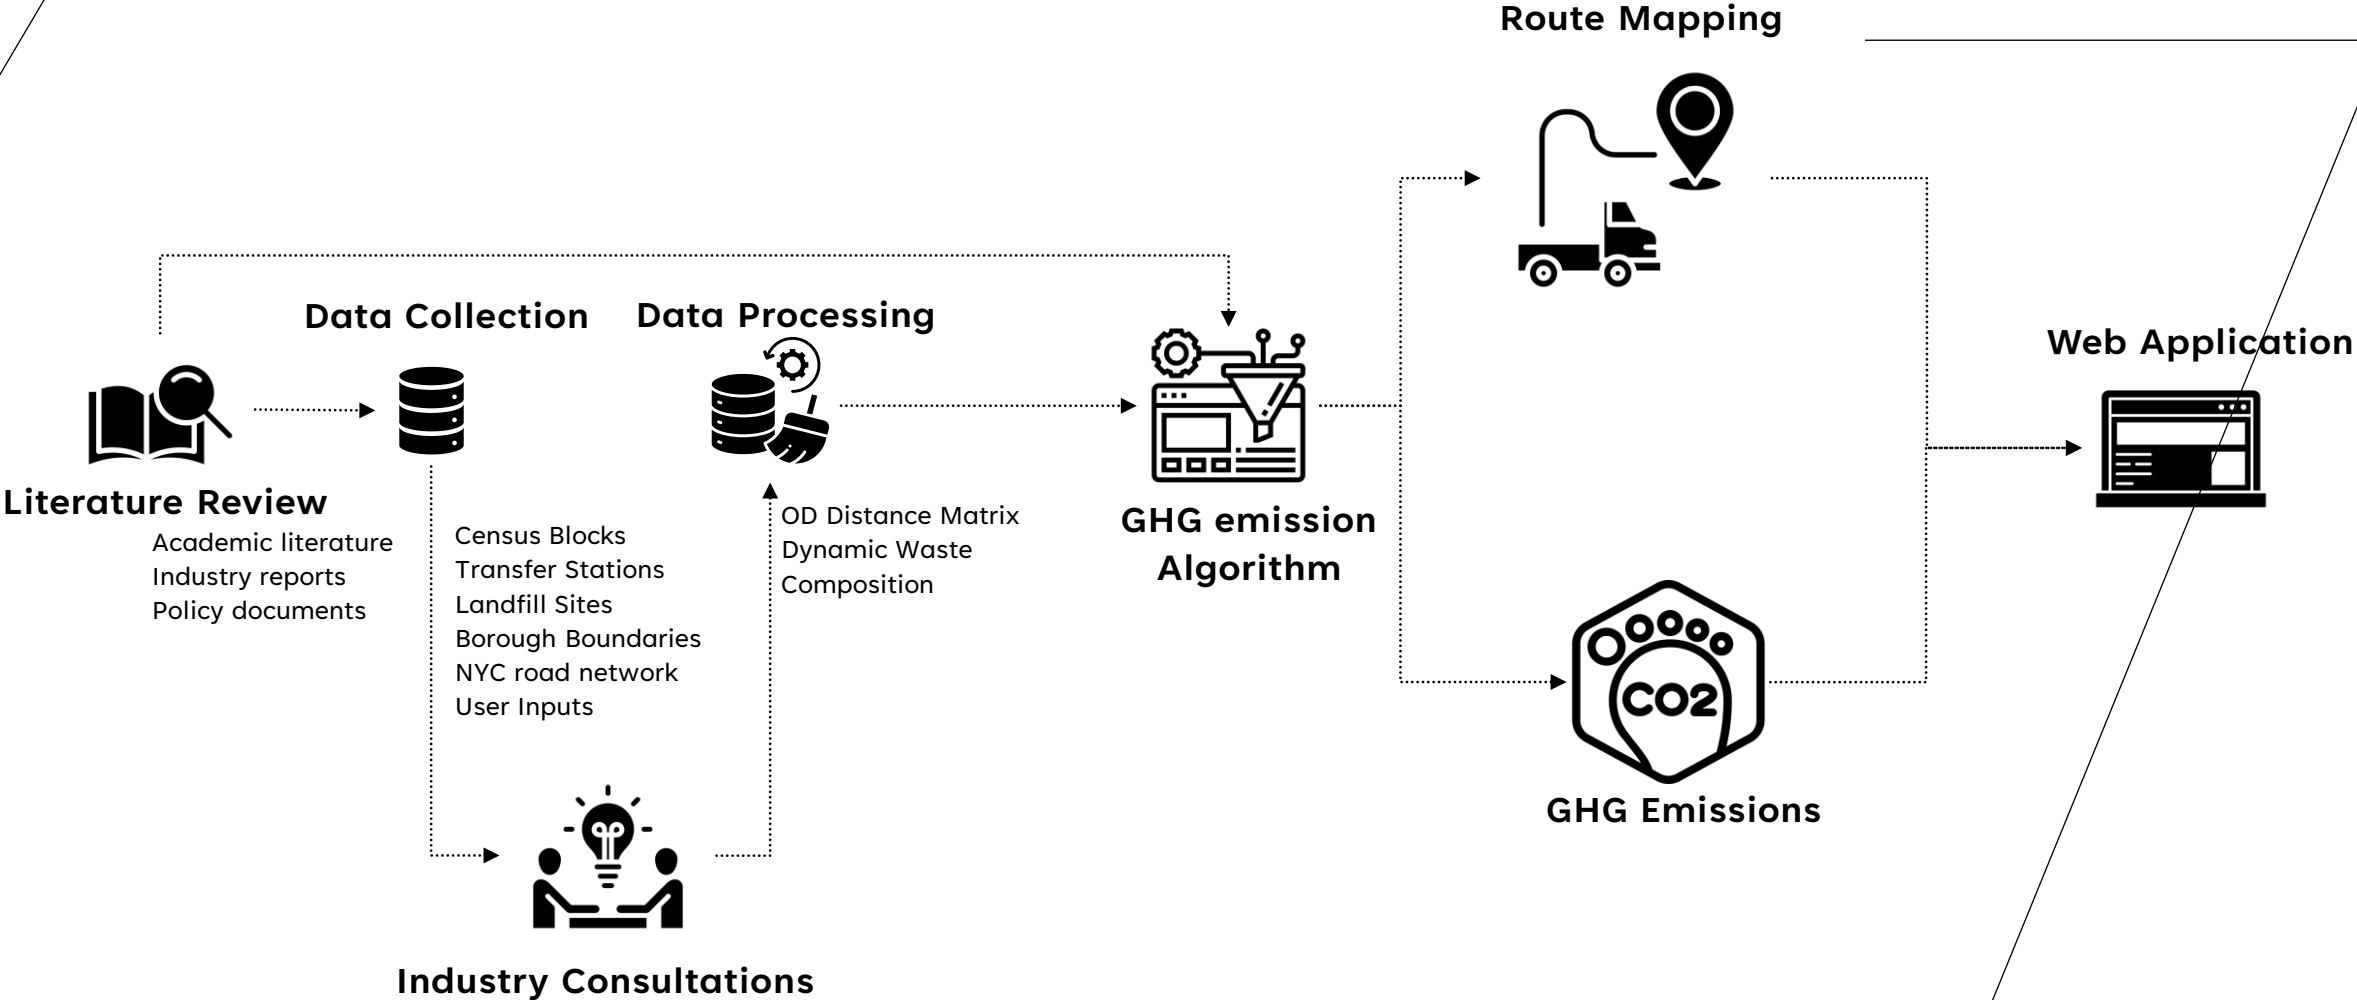 Route Mapping
Data Collection
Data Processing
Web Application
Literature Review
Academic literature
Industry reports
Policy documents
Census Blocks
Transfer Stations
Landfill Sites
Borough Boundaries
NYC road network
User Inputs
OD Distance Matrix
Dynamic Waste
Composition
GHG emission
Algorithm
CO2
GHG Emissions
Industry Consultations